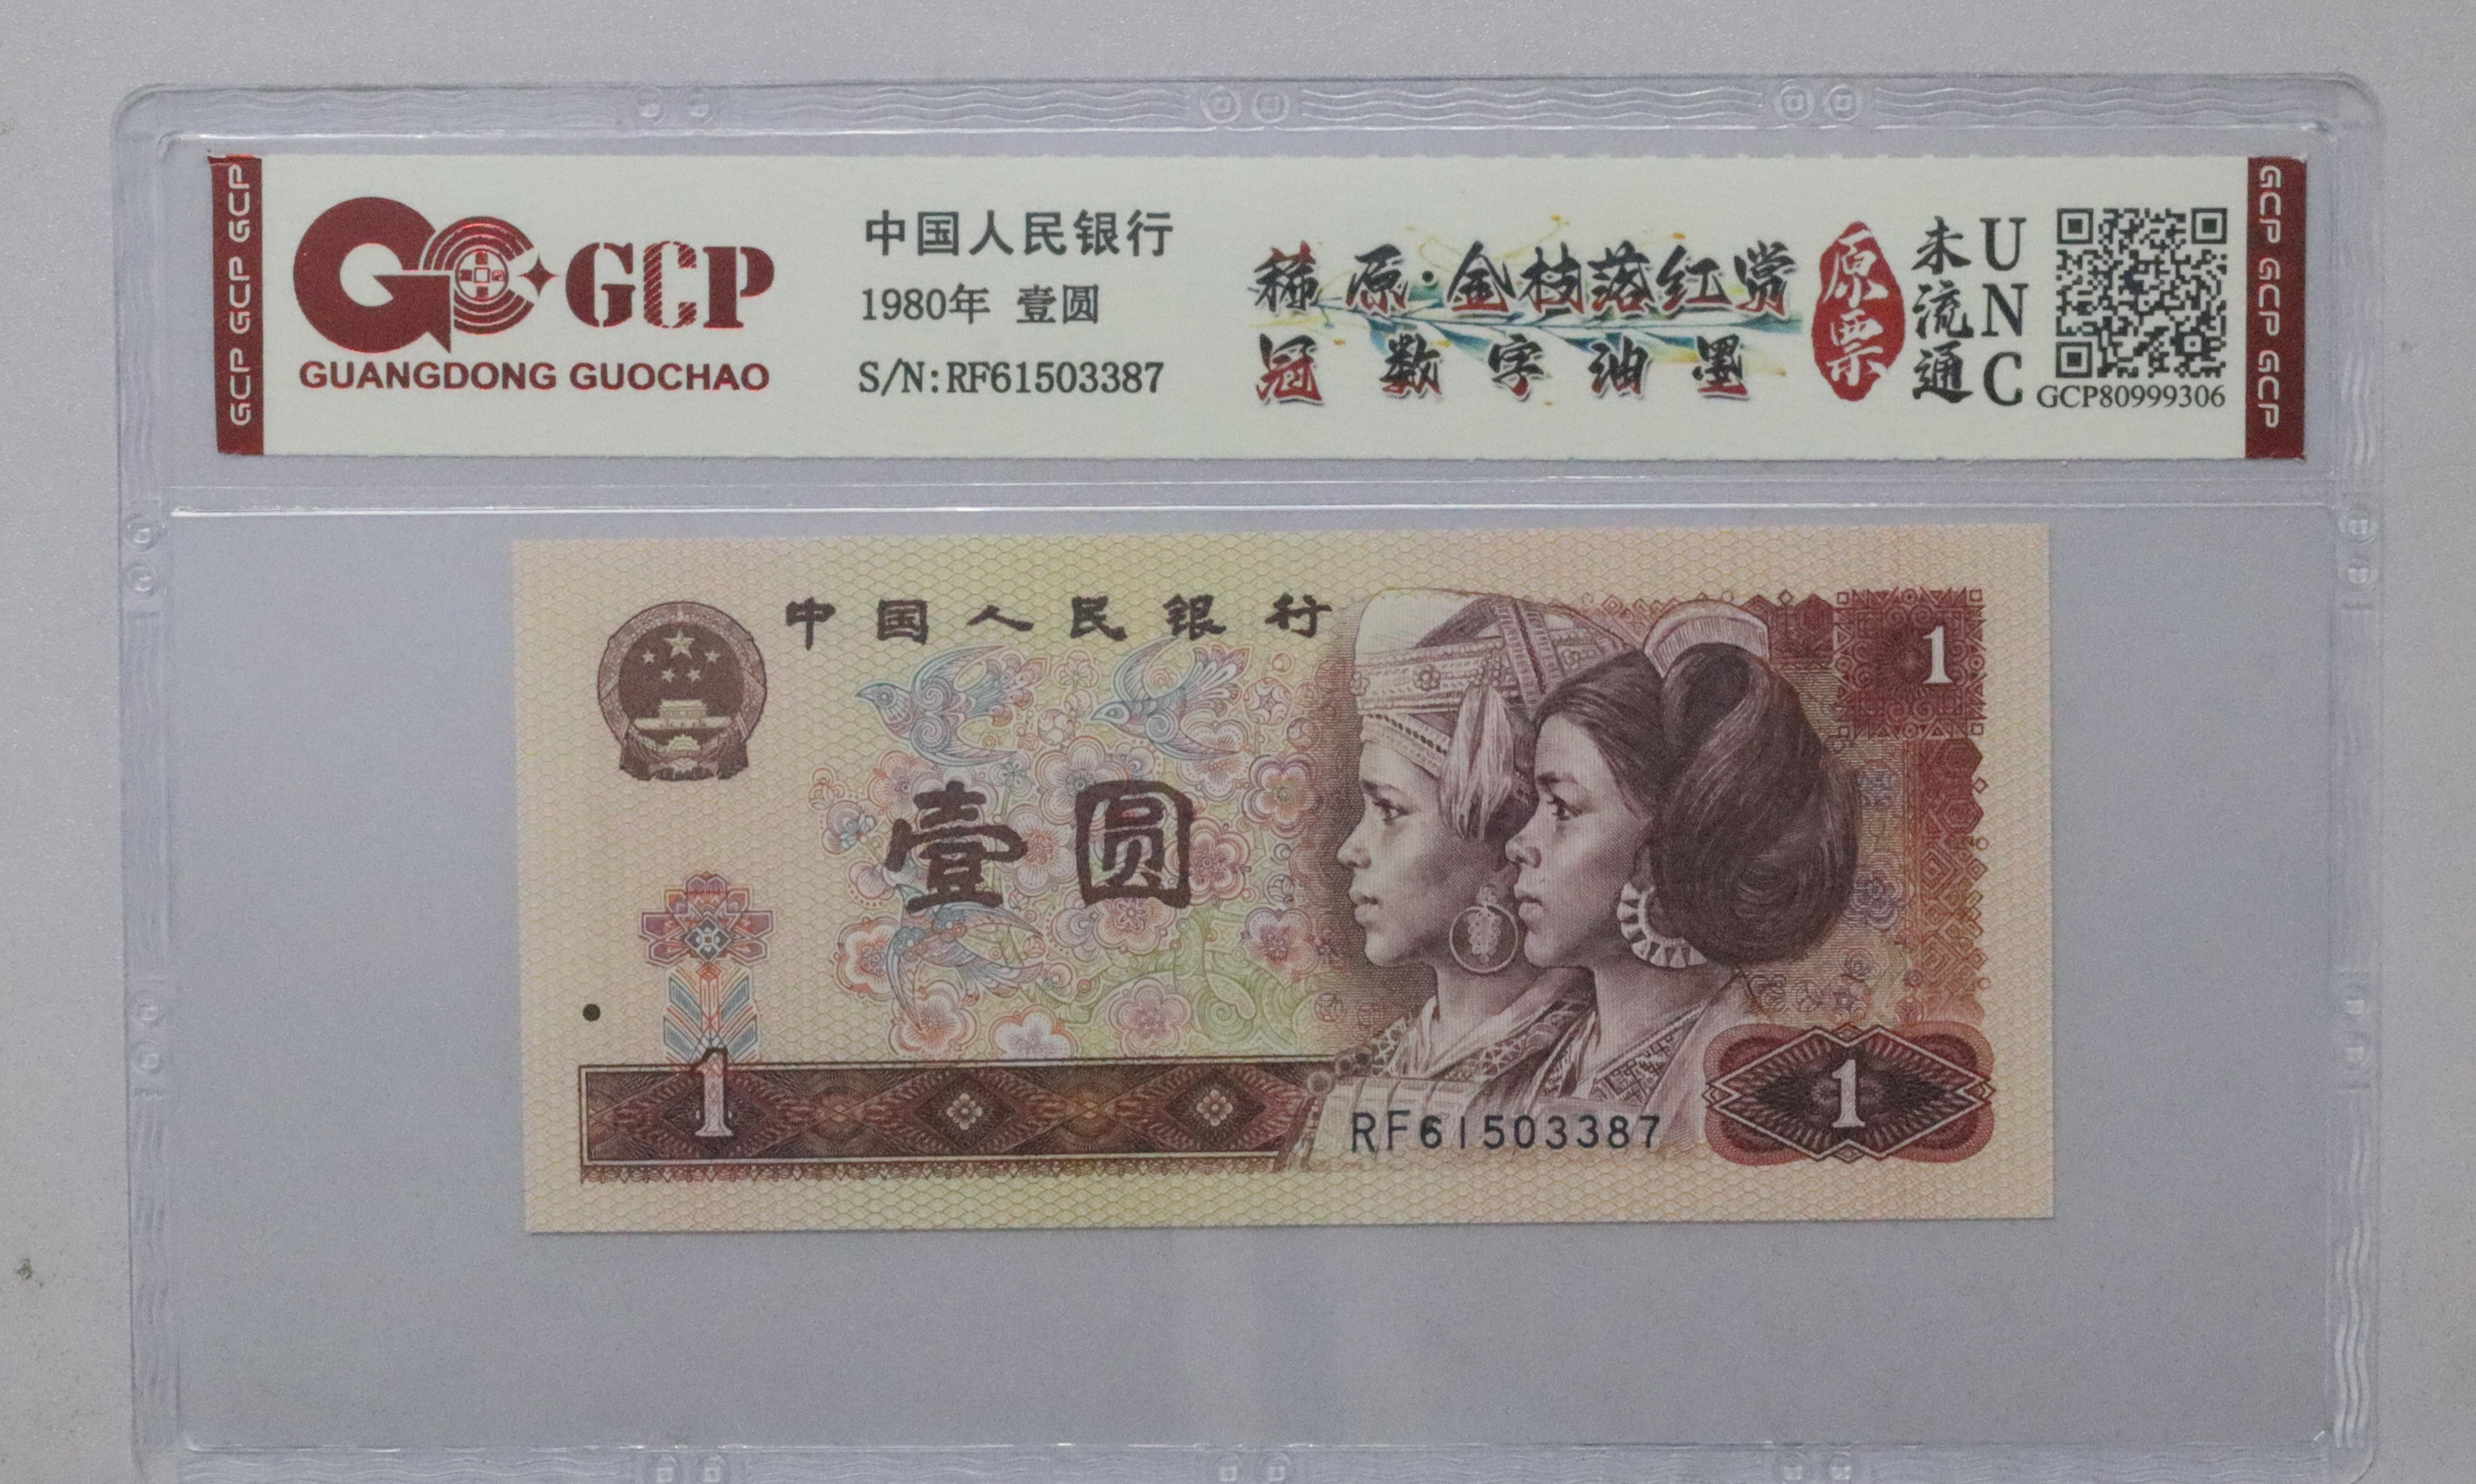 GCP GCP GCP
GCP
GUANGDONG GUOCHAO
中国人民银行
1980年 壹圆
S/N:RF61503387
稀原·金枝落红赏
冠数字油墨
原票
未流通
UNC
GCP80999306
GCP GCP GCP
中国人民银行
1
壹圆
1
RF61503387
1